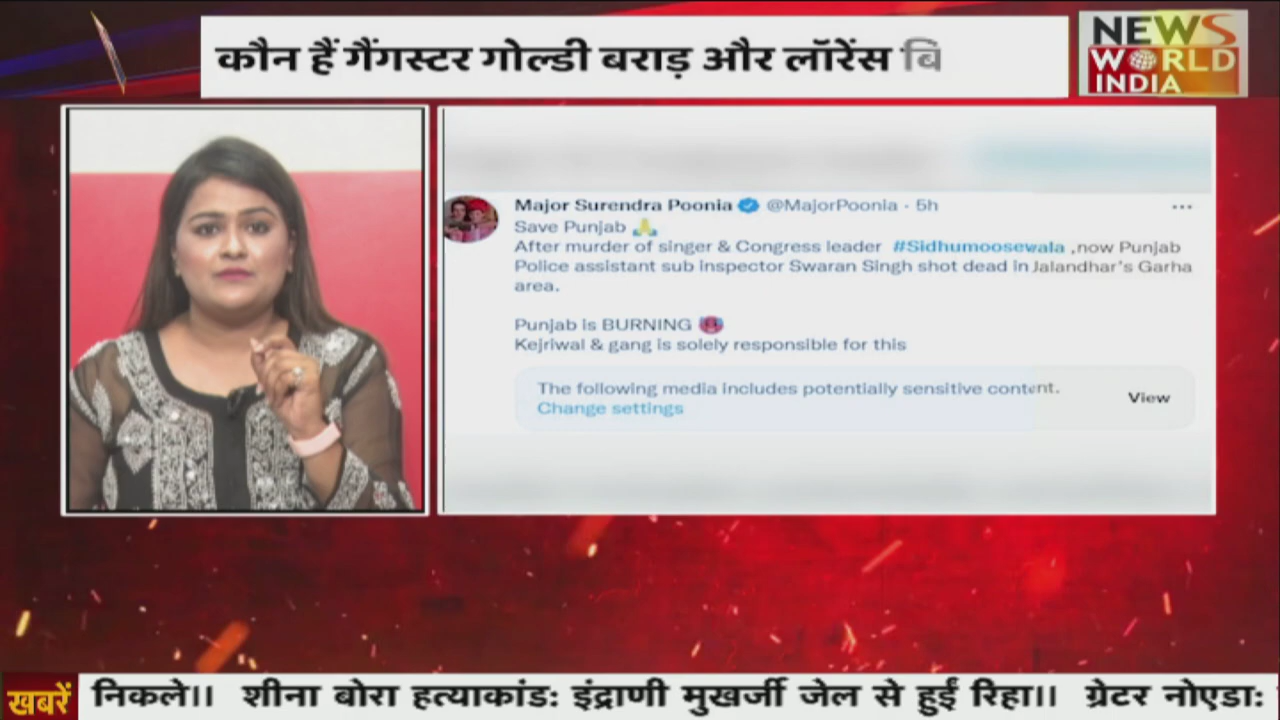 कौन हैं गैंगस्टर गोल्डी बराड़ और लॉरेंस बि
NEWS
WORLD
INDIA
Major Surendra Poonia @MajorPoonia · 5h
Save Punjab 🙏
After murder of singer & Congress leader #Sidhumoosewala ,now Punjab
Police assistant sub inspector Swaran Singh shot dead in Jalandhar's Garha
area.
Punjab is BURNING
Kejriwal & gang is solely responsible for this
The following media includes potentially sensitive content.
Change settings
View
खबरें
निकले।। शीना बोरा हत्याकांड: इंद्राणी मुखर्जी जेल से हुईं रिहा।। ग्रेटर नोएडा: